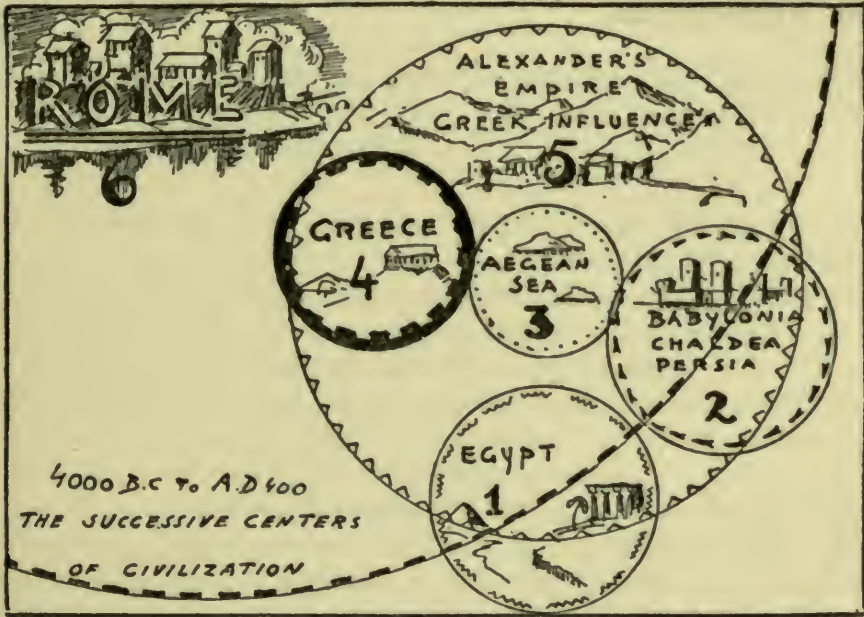 ROME
6
ALEXANDER'S
EMPIRE
GREEK INFLUENCE
5
GREECE
4
AEGEAN
SEA
3
BABYLONIA
CHALDEA
PERSIA
2
EGYPT
1
4000 B.C TO A.D 400
THE SUCCESSIVE CENTERS
OF CIVILIZATION